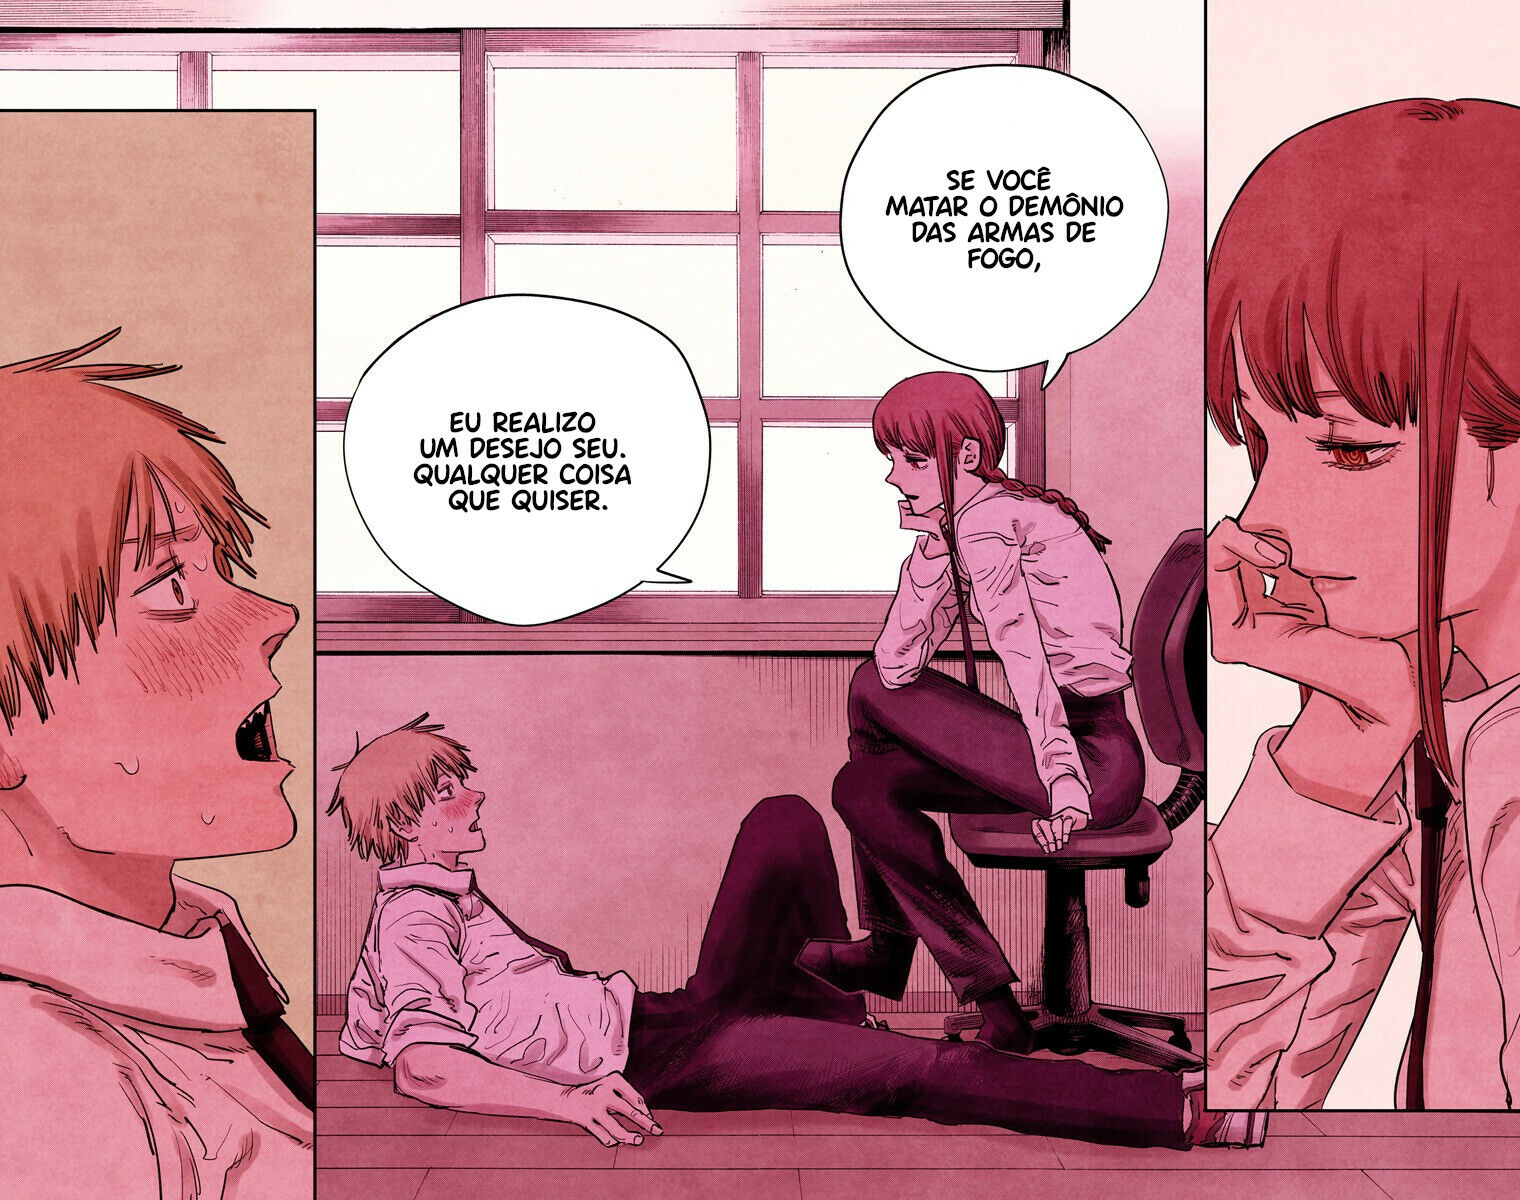 SE VOCÊ
MATAR O DEMÔNIO
DAS ARMAS DE
FOGO,
EU REALIZO
UM DESEJO SEU.
QUALQUER COISA
QUE QUISER.